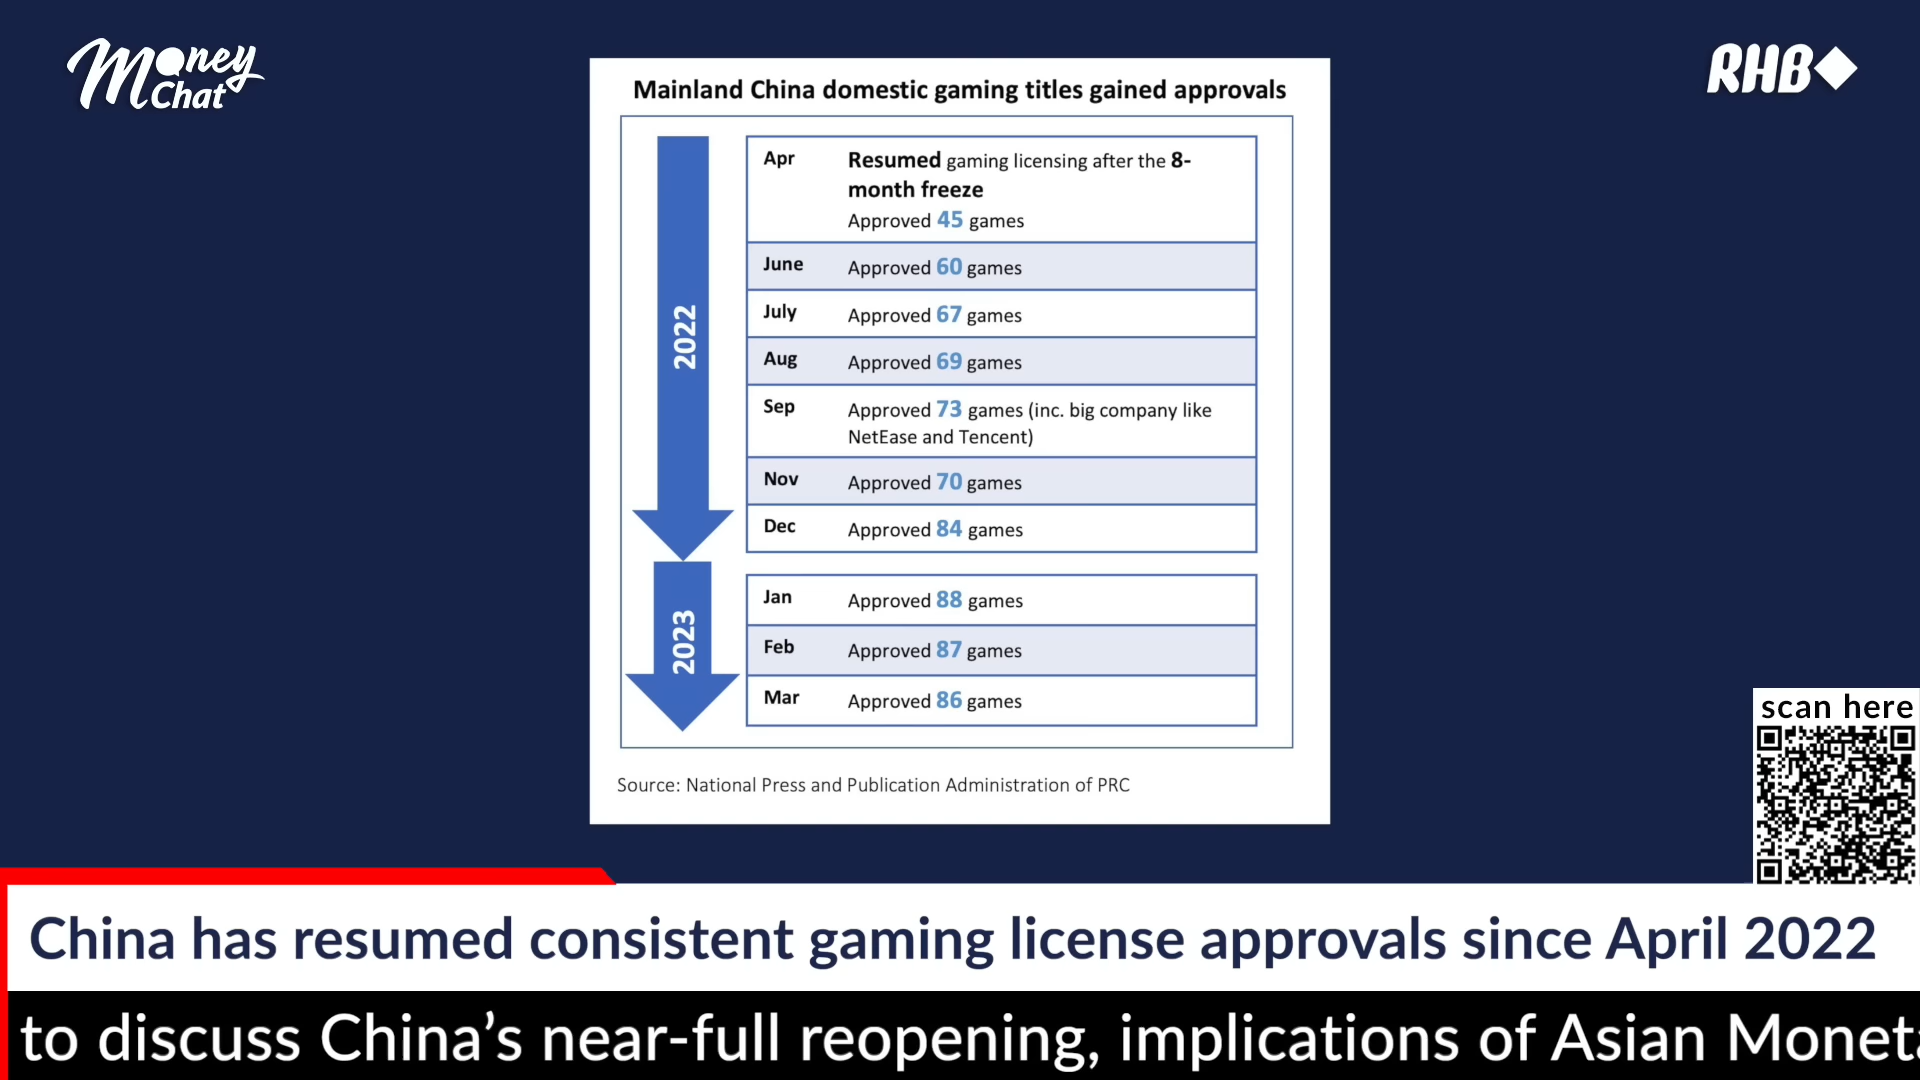 Money
Chat
RHB
Mainland China domestic gaming titles gained approvals
2022
Apr Resumed gaming licensing after the 8-
month freeze
Approved 45 games
June Approved 60 games
July Approved 67 games
Aug Approved 69 games
Sep Approved 73 games (inc. big company like
NetEase and Tencent)
Nov Approved 70 games
Dec Approved 84 games
2023
Jan Approved 88 games
Feb Approved 87 games
Mar Approved 86 games
Source: National Press and Publication Administration of PRC
scan here
China has resumed consistent gaming license approvals since April 2022
to discuss China’s near-full reopening, implications of Asian Moneta